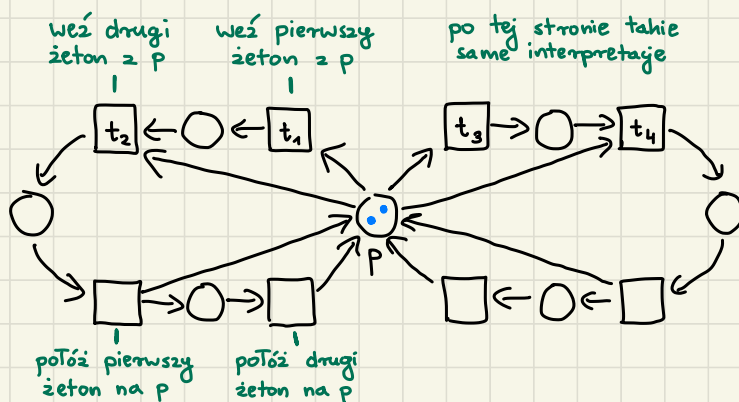 weź drugi
żeton z p
weź pierwszy
żeton z p
po tej stronie takie
same interpretacje
t₂
t₁
t₃
t₄
p
połóż pierwszy
żeton na p
połóż drugi
żeton na p